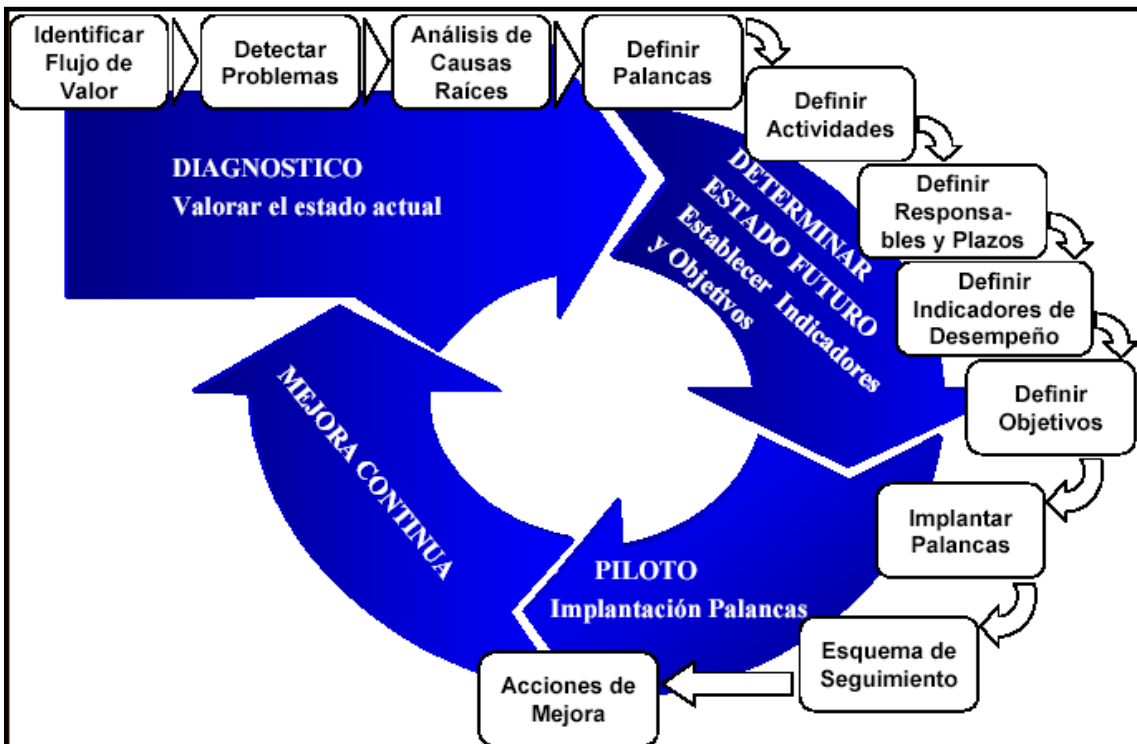 Identificar
Flujo de
Valor
Detectar
Problemas
Análisis de
Causas
Raíces
Definir
Palancas
Definir
Actividades
Definir
Responsa-
bles y Plazos
Definir
Indicadores de
Desempeño
Definir
Objetivos
Implantar
Palancas
Esquema de
Seguimiento
Acciones de
Mejora
DIAGNOSTICO
Valorar el estado actual
DETERMINAR
ESTADO FUTURO
Establecer Indicadores
y Objetivos
PILOTO
Implantación Palancas
MEJORA CONTINUA